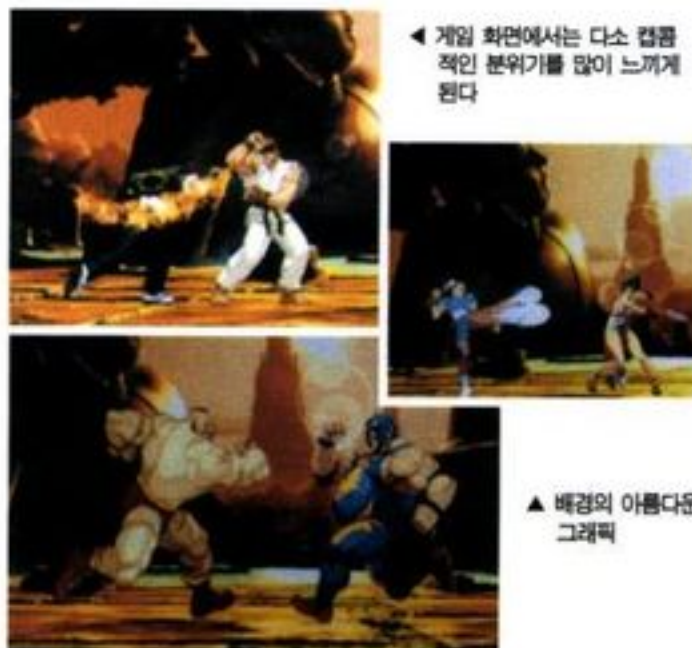 ◀ 게임 화면에서는 다소 캡콤
적인 분위기를 많이 느끼게
된다
▲ 배경의 아름다운
그래픽